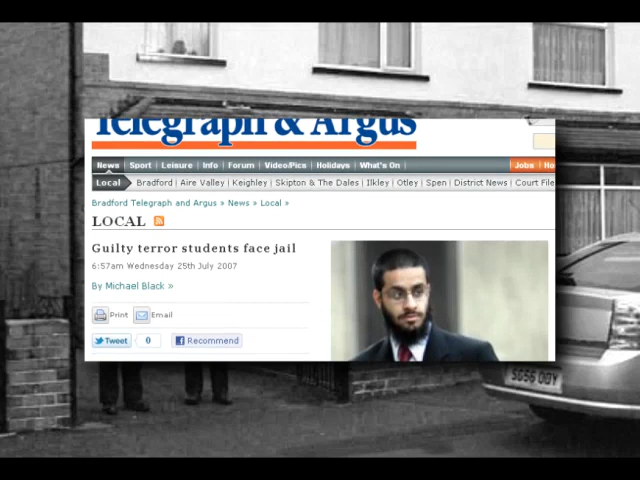 Telegraph & Argus
News Sport Leisure Info Forum Video/Pics Holidays What's On Jobs Ho
Local Bradford Aire Valley Keighley Skipton & The Dales Ilkley Otley Spen District News Court File
Bradford Telegraph and Argus » News » Local »
LOCAL
Guilty terror students face jail
6:57am Wednesday 25th July 2007
By Michael Black »
Print Email
Tweet 0 Recommend